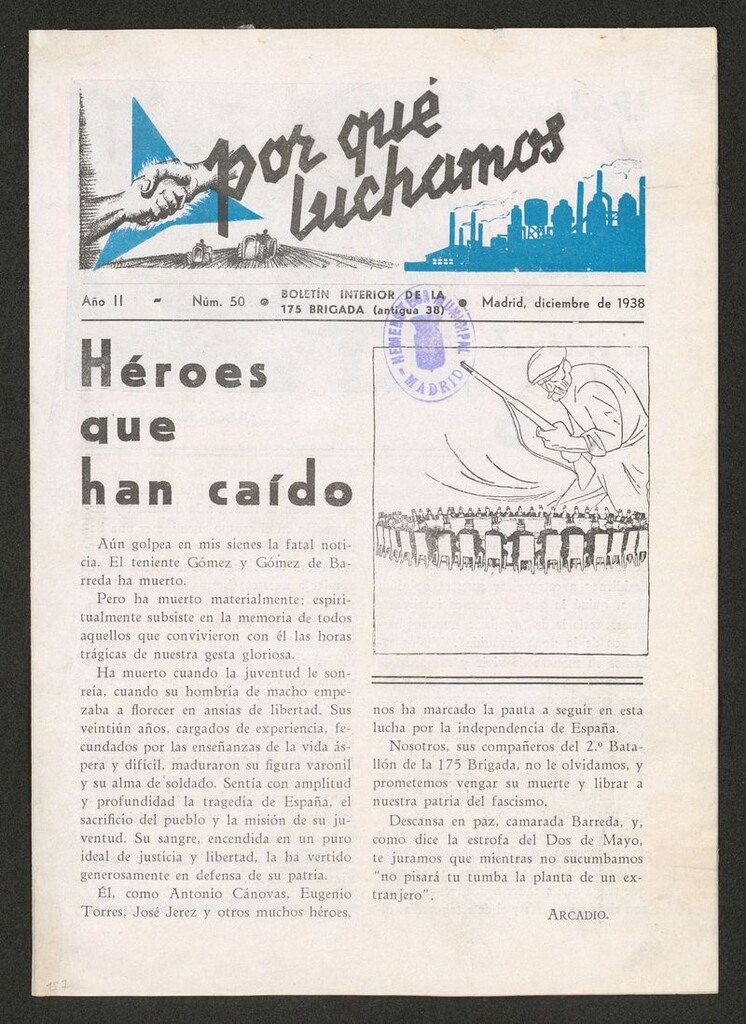 por qué
luchamos
Año II - Núm. 50 • BOLETÍN INTERIOR DE LA
175 BRIGADA (antigua 38) • Madrid, diciembre de 1938
HEMEROTECA MUNICIPAL
- MADRID -
Héroes
que
han caído
Aún golpea en mis sienes la fatal noti-
cia. El teniente Gómez y Gómez de Ba-
rreda ha muerto.
Pero ha muerto materialmente; espiri-
tualmente subsiste en la memoria de todos
aquellos que convivieron con él las horas
trágicas de nuestra gesta gloriosa.
Ha muerto cuando la juventud le son-
reía, cuando su hombría de macho empe-
zaba a florecer en ansias de libertad. Sus
veintiún años, cargados de experiencia, fe-
cundados por las enseñanzas de la vida ás-
pera y difícil, maduraron su figura varonil
y su alma de soldado. Sentía con amplitud
y profundidad la tragedia de España, el
sacrificio del pueblo y la misión de su ju-
ventud. Su sangre, encendida en un puro
ideal de justicia y libertad, la ha vertido
generosamente en defensa de su patria.
Él, como Antonio Cánovas, Eugenio
Torres, José Jerez y otros muchos héroes,
nos ha marcado la pauta a seguir en esta
lucha por la independencia de España.
Nosotros, sus compañeros del 2.º Bata-
llón de la 175 Brigada, no le olvidamos, y
prometemos vengar su muerte y librar a
nuestra patria del fascismo.
Descansa en paz, camarada Barreda, y,
como dice la estrofa del Dos de Mayo,
te juramos que mientras no sucumbamos
"no pisará tu tumba la planta de un ex-
tranjero".
ARCADIO.
157